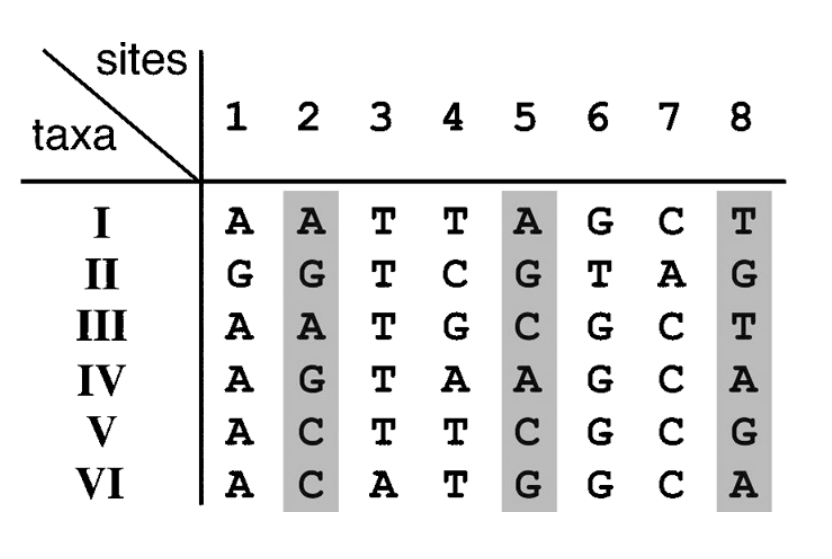 sites
taxa
1 2 3 4 5 6 7 8
I A A T T A G C T
II G G T C G T A G
III A A T G C G C T
IV A G T A A G C A
V A C T T C G C G
VI A C A T G G C A